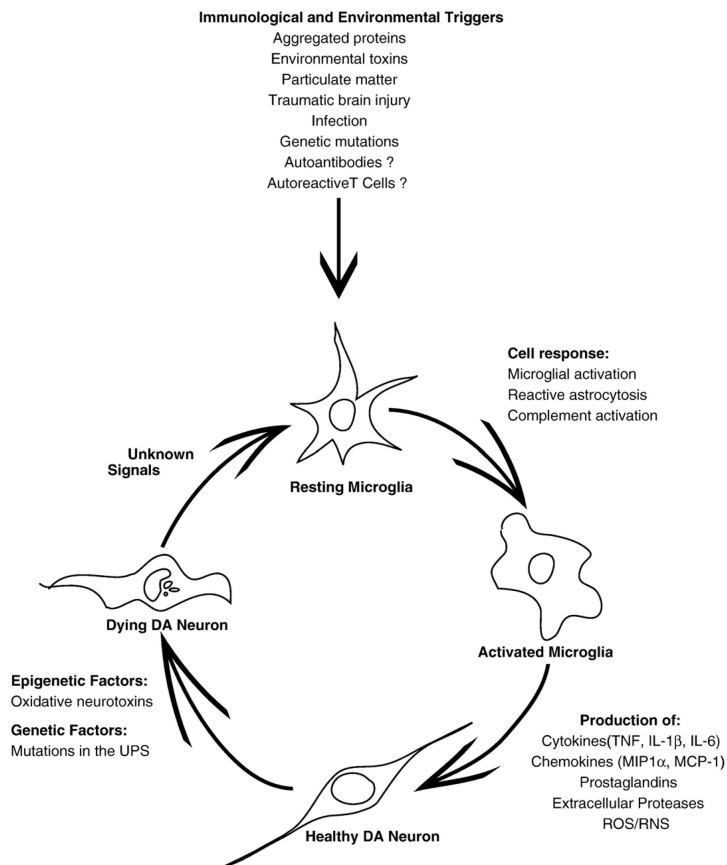 Immunological and Environmental Triggers
Aggregated proteins
Environmental toxins
Particulate matter
Traumatic brain injury
Infection
Genetic mutations
Autoantibodies ?
AutoreactiveT Cells ?
Cell response:
Microglial activation
Reactive astrocytosis
Complement activation
Unknown
Signals
Resting Microglia
Dying DA Neuron
Activated Microglia
Epigenetic Factors:
Oxidative neurotoxins
Genetic Factors:
Mutations in the UPS
Production of:
Cytokines(TNF, IL-1β, IL-6)
Chemokines (MIP1α, MCP-1)
Prostaglandins
Extracellular Proteases
ROS/RNS
Healthy DA Neuron